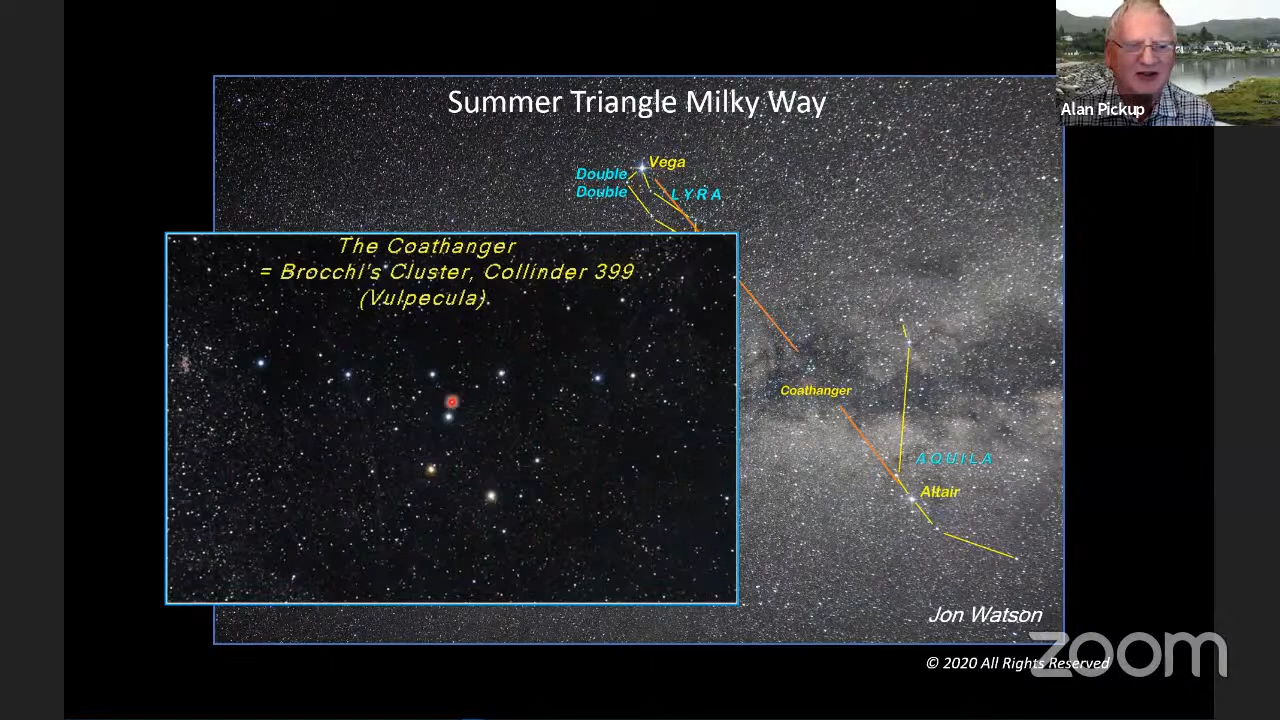 Summer Triangle Milky Way
Alan Pickup
Vega
Double
Double
LYRA
The Coathanger
= Brocchi's Cluster, Collinder 399
(Vulpecula)
Coathanger
AQUILA
Altair
Jon Watson
zoom
© 2020 All Rights Reserved